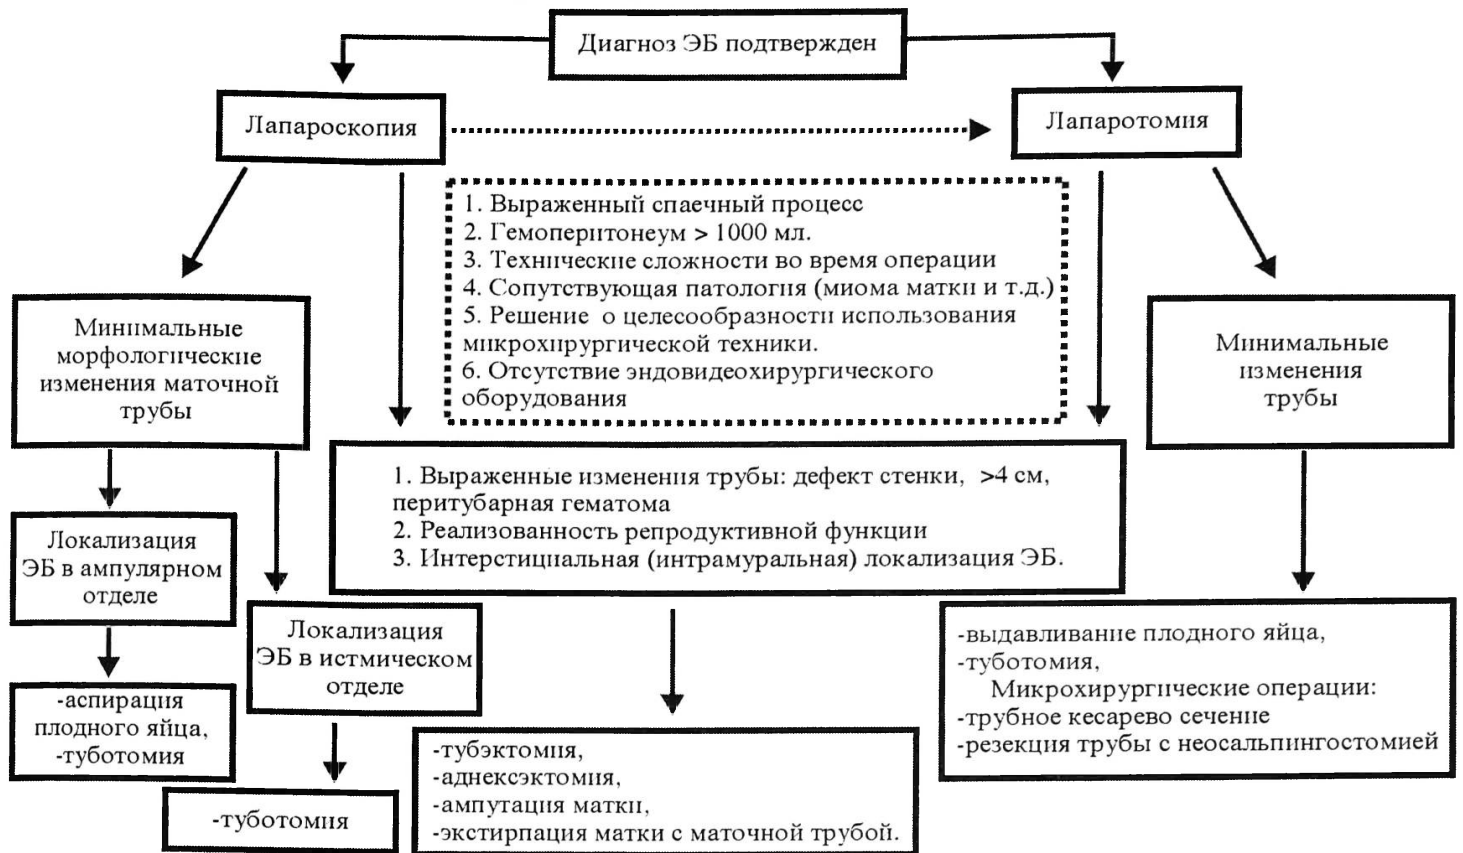 Диагноз ЭБ подтвержден
Лапароскопия
Лапаротомия
1. Выраженный спаечный процесс
2. Гемоперитонеум > 1000 мл.
3. Технические сложности во время операции
4. Сопутствующая патология (миома матки и т.д.)
5. Решение о целесообразности использования
микрохирургической техники.
6. Отсутствие эндовидеохирургического
оборудования
Минимальные
морфологические
изменения маточной
трубы
Минимальные
изменения
трубы
1. Выраженные изменения трубы: дефект стенки, >4 см,
перитубарная гематома
2. Реализованность репродуктивной функции
3. Интерстициальная (интрамуральная) локализация ЭБ.
Локализация
ЭБ в ампулярном
отделе
Локализация
ЭБ в истмическом
отделе
-аспирация
плодного яйца,
-туботомия
-туботомия
-тубэктомия,
-аднексэктомия,
-ампутация матки,
-экстирпация матки с маточной трубой.
-выдавливание плодного яйца,
-туботомия,
Микрохирургические операции:
-трубное кесарево сечение
-резекция трубы с неосальпингостомией